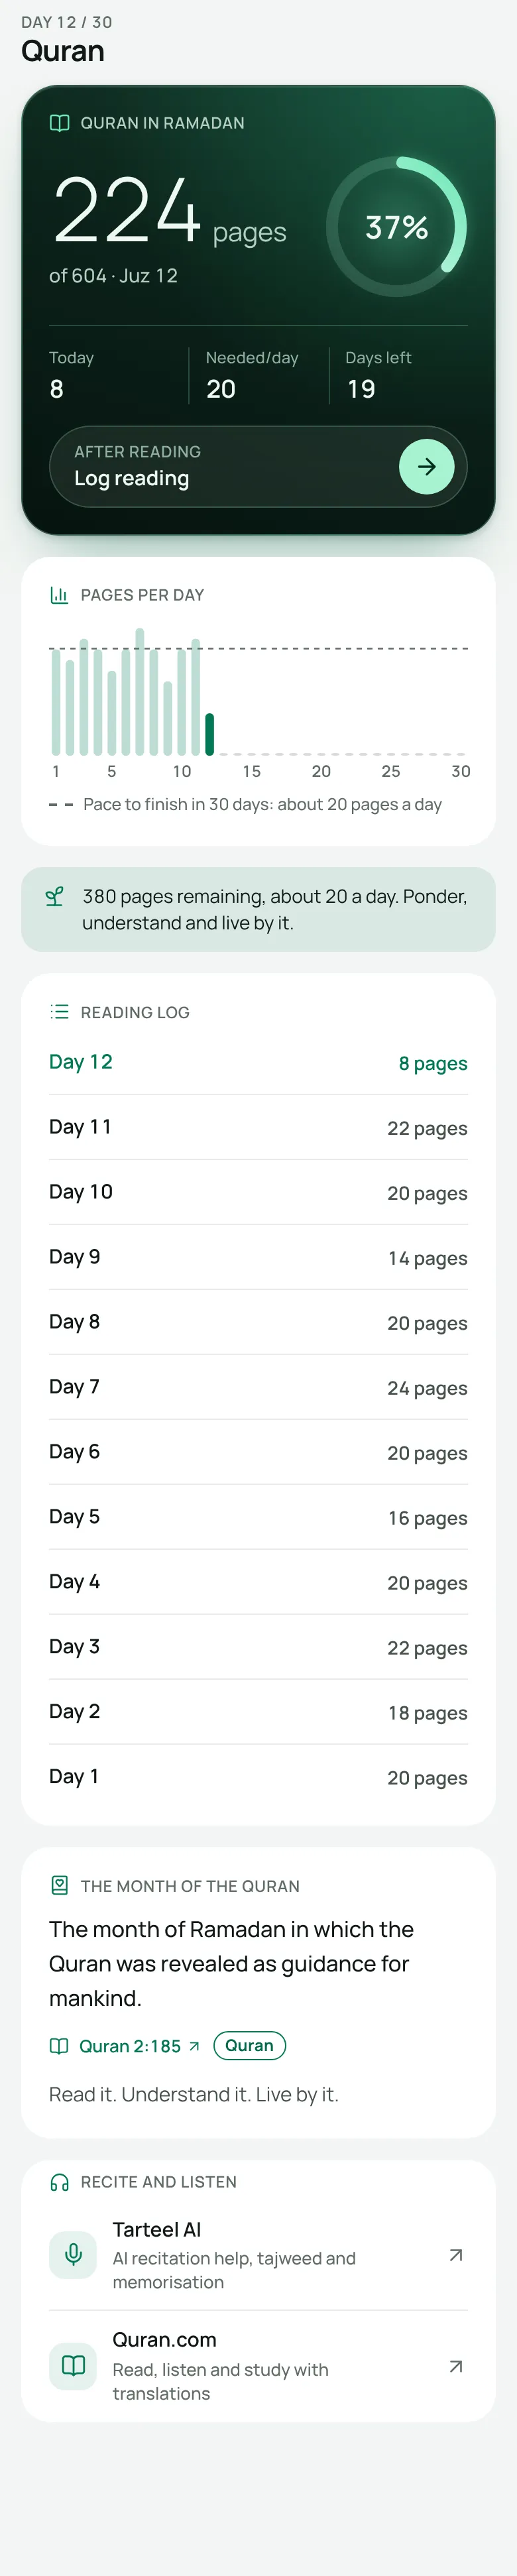 DAY 12 / 30
Quran
QURAN IN RAMADAN
224 pages
37%
of 604 · Juz 12
Today
8
Needed/day
20
Days left
19
AFTER READING
Log reading
PAGES PER DAY
1 5 10 15 20 25 30
Pace to finish in 30 days: about 20 pages a day
380 pages remaining, about 20 a day. Ponder,
understand and live by it.
READING LOG
Day 12 8 pages
Day 11 22 pages
Day 10 20 pages
Day 9 14 pages
Day 8 20 pages
Day 7 24 pages
Day 6 20 pages
Day 5 16 pages
Day 4 20 pages
Day 3 22 pages
Day 2 18 pages
Day 1 20 pages
THE MONTH OF THE QURAN
The month of Ramadan in which the
Quran was revealed as guidance for
mankind.
Quran 2:185 Quran
Read it. Understand it. Live by it.
RECITE AND LISTEN
Tarteel AI
AI recitation help, tajweed and
memorisation
Quran.com
Read, listen and study with
translations